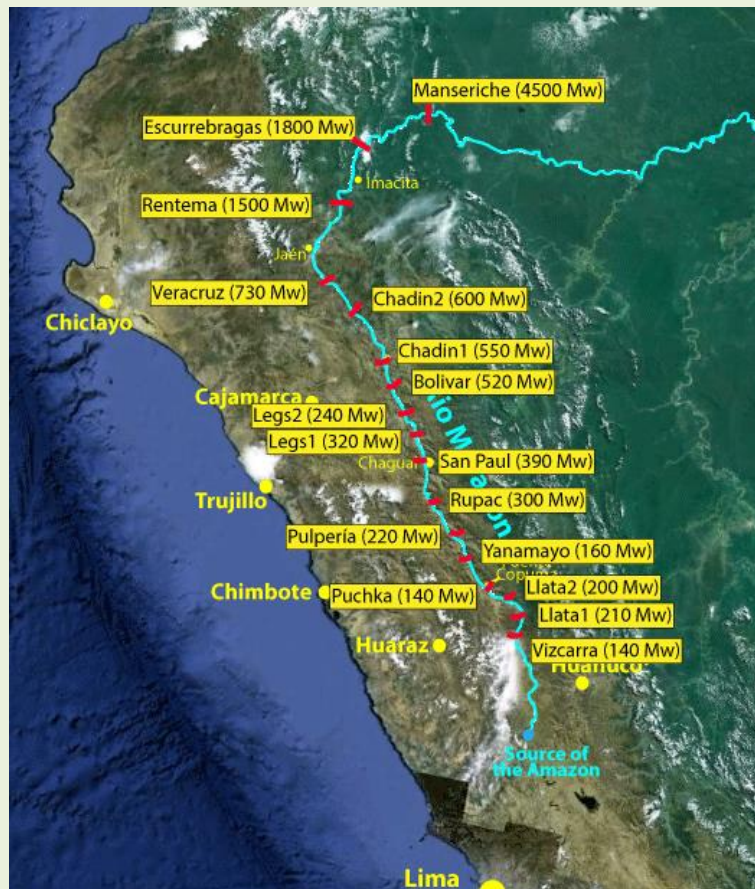 Manseriche (4500 Mw)
Escurrebragas (1800 Mw)
Imacita
Rentema (1500 Mw)
Jaén
Veracruz (730 Mw)
Chadin2 (600 Mw)
Chiclayo
Chadin1 (550 Mw)
Bolivar (520 Mw)
Cajamarca
Legs2 (240 Mw)
Legs1 (320 Mw)
Chagual
San Paul (390 Mw)
Trujillo
Rupac (300 Mw)
Pulpería (220 Mw)
Yanamayo (160 Mw)
Copuma
Chimbote
Puchka (140 Mw)
Llata2 (200 Mw)
Llata1 (210 Mw)
Huaraz
Vizcarra (140 Mw)
Huánuco
Source of
the Amazon
Lima